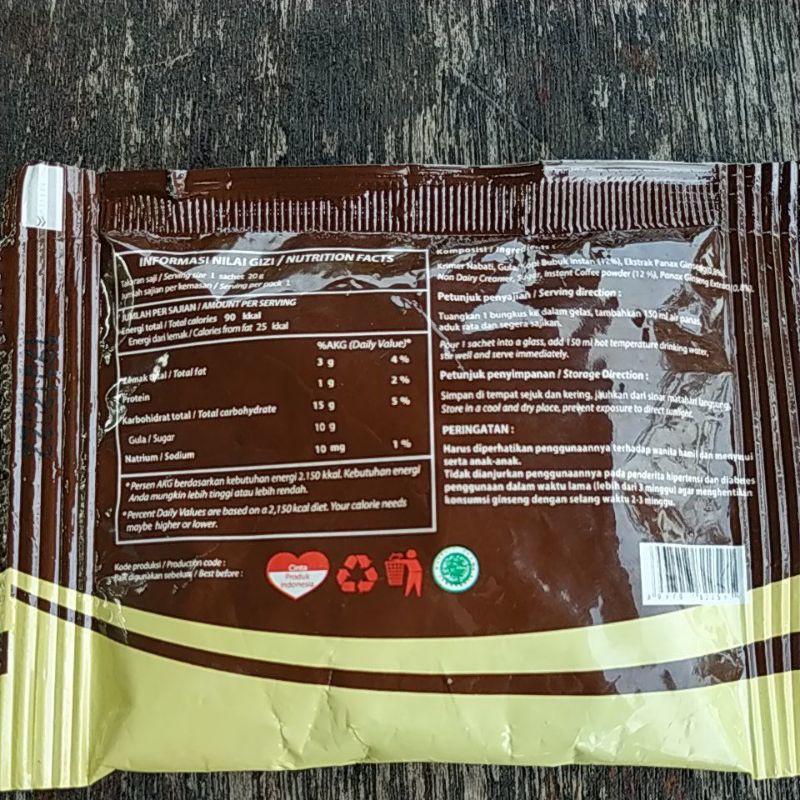 INFORMASI NILAI GIZI / NUTRITION FACTS
Takaran saji / Serving size 1 sachet 20 g
Jumlah sajian per kemasan / Serving per pack 1
JUMLAH PER SAJIAN / AMOUNT PER SERVING
Energi total / Total calories 90 kkal
Energi dari lemak / Calories from fat 25 kkal
%AKG (Daily Value)*
Lemak total / Total fat 3 g 4 %
Protein 1 g 2 %
Karbohidrat total / Total carbohydrate 15 g 5 %
Gula / Sugar 10 g
Natrium / Sodium 10 mg 1 %
*Persen AKG berdasarkan kebutuhan energi 2.150 kkal. Kebutuhan energi
Anda mungkin lebih tinggi atau lebih rendah.
*Percent Daily Values are based on a 2,150 kcal diet. Your calorie needs
maybe higher or lower.
Kode produksi / Production code :
Baik digunakan sebelum / Best before :
Cinta
Produk
Indonesia
Komposisi / Ingredients :
Krimer Nabati, Gula, Kopi Bubuk Instan (12%), Ekstrak Panax Ginseng
Non Dairy Creamer, Sugar, Instant Coffee powder (12 %), Panax Ginseng Extract (0,4%).
Petunjuk penyajian / Serving direction :
Tuangkan 1 bungkus ke dalam gelas, tambahkan 150 ml air panas,
aduk rata dan segera sajikan.
Pour 1 sachet into a glass, add 150 ml hot temperature drinking water,
stir well and serve immediately.
Petunjuk penyimpanan / Storage Direction :
Simpan di tempat sejuk dan kering, jauhkan dari sinar matahari langsung.
Store in a cool and dry place, prevent exposure to direct sunlight.
PERINGATAN :
Harus diperhatikan penggunaannya terhadap wanita hamil dan menyusui
serta anak-anak.
Tidak dianjurkan penggunaannya pada penderita hipertensi dan diabetes
penggunaan dalam waktu lama (lebih dari 3 minggu) agar menghentikan
konsumsi ginseng dengan selang waktu 2-3 minggu.